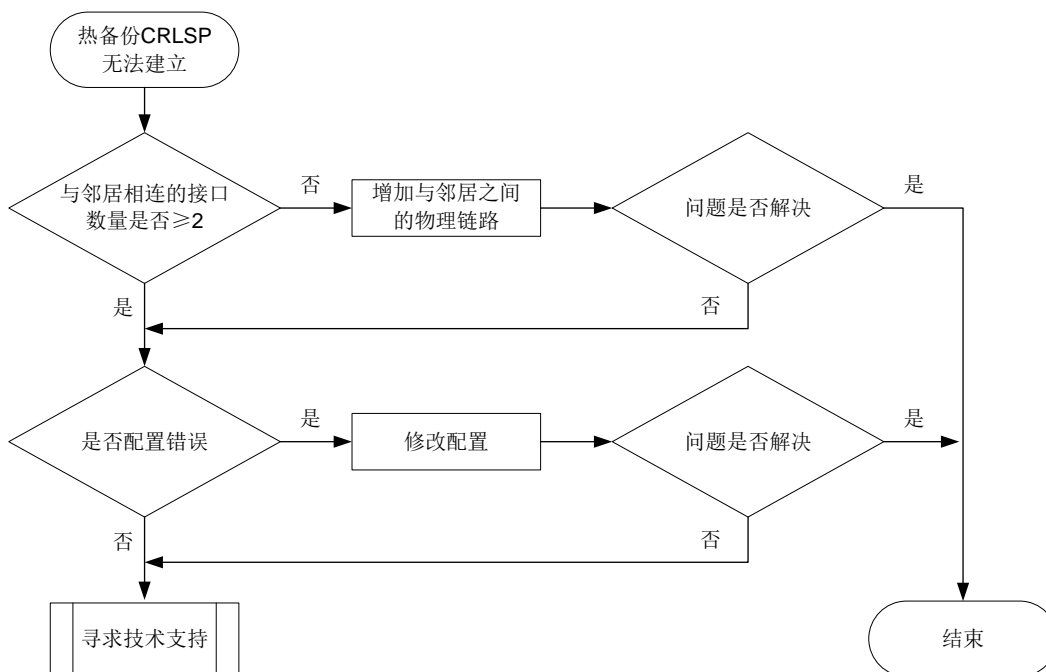 热备份CRLSP
无法建立
与邻居相连的接口
数量是否≥2
否
增加与邻居之间
的物理链路
问题是否解决
是
是
否
是否配置错误
是
修改配置
问题是否解决
是
否
否
寻求技术支持
结束